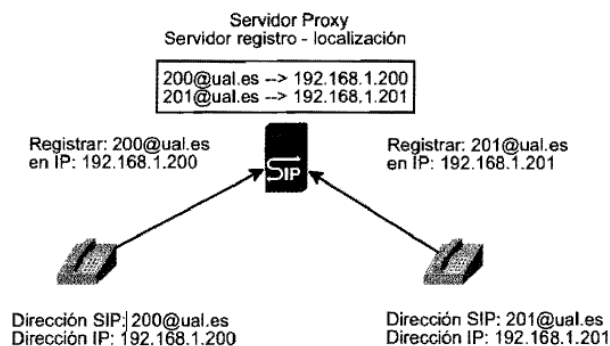 Servidor Proxy
Servidor registro - localización
200@ual.es --> 192.168.1.200
201@ual.es --> 192.168.1.201
Registrar: 200@ual.es
en IP: 192.168.1.200
Registrar: 201@ual.es
en IP: 192.168.1.201
SIP
Dirección SIP: 200@ual.es
Dirección IP: 192.168.1.200
Dirección SIP: 201@ual.es
Dirección IP: 192.168.1.201